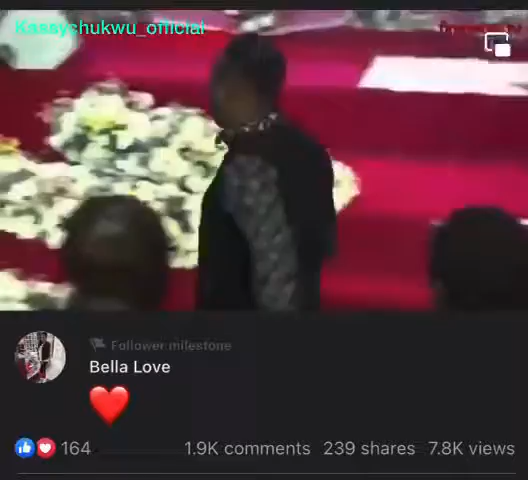 Kassychukwu_official
Follower milestone
Bella Love
164
1.9K comments 239 shares 7.8K views